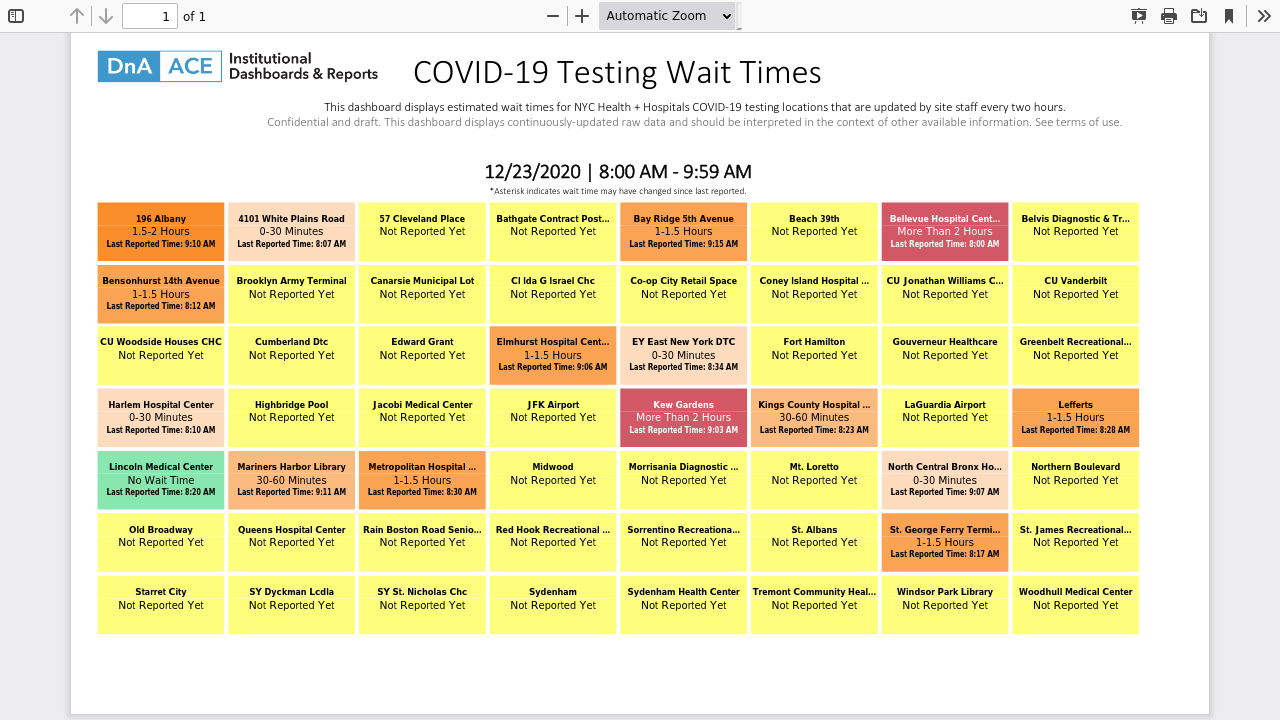 1 of 1
Automatic Zoom
DnA ACE Institutional
Dashboards & Reports
COVID-19 Testing Wait Times
This dashboard displays estimated wait times for NYC Health + Hospitals COVID-19 testing locations that are updated by site staff every two hours.
Confidential and draft. This dashboard displays continuously-updated raw data and should be interpreted in the context of other available information. See terms of use.
12/23/2020 | 8:00 AM - 9:59 AM
*Asterisk indicates wait time may have changed since last reported.
196 Albany
1.5-2 Hours
Last Reported Time: 9:10 AM
4101 White Plains Road
0-30 Minutes
Last Reported Time: 8:07 AM
57 Cleveland Place
Not Reported Yet
Bathgate Contract Post...
Not Reported Yet
Bay Ridge 5th Avenue
1-1.5 Hours
Last Reported Time: 9:15 AM
Beach 39th
Not Reported Yet
Bellevue Hospital Cent...
More Than 2 Hours
Last Reported Time: 8:00 AM
Belvis Diagnostic & Tr...
Not Reported Yet
Bensonhurst 14th Avenue
1-1.5 Hours
Last Reported Time: 8:12 AM
Brooklyn Army Terminal
Not Reported Yet
Canarsie Municipal Lot
Not Reported Yet
Cl Ida G Israel Chc
Not Reported Yet
Co-op City Retail Space
Not Reported Yet
Coney Island Hospital ...
Not Reported Yet
CU Jonathan Williams C...
Not Reported Yet
CU Vanderbilt
Not Reported Yet
CU Woodside Houses CHC
Not Reported Yet
Cumberland Dtc
Not Reported Yet
Edward Grant
Not Reported Yet
Elmhurst Hospital Cent...
1-1.5 Hours
Last Reported Time: 9:06 AM
EY East New York DTC
0-30 Minutes
Last Reported Time: 8:34 AM
Fort Hamilton
Not Reported Yet
Gouverneur Healthcare
Not Reported Yet
Greenbelt Recreational...
Not Reported Yet
Harlem Hospital Center
0-30 Minutes
Last Reported Time: 8:10 AM
Highbridge Pool
Not Reported Yet
Jacobi Medical Center
Not Reported Yet
JFK Airport
Not Reported Yet
Kew Gardens
More Than 2 Hours
Last Reported Time: 9:03 AM
Kings County Hospital ...
30-60 Minutes
Last Reported Time: 8:23 AM
LaGuardia Airport
Not Reported Yet
Lefferts
1-1.5 Hours
Last Reported Time: 8:28 AM
Lincoln Medical Center
No Wait Time
Last Reported Time: 8:20 AM
Mariners Harbor Library
30-60 Minutes
Last Reported Time: 9:11 AM
Metropolitan Hospital ...
1-1.5 Hours
Last Reported Time: 8:30 AM
Midwood
Not Reported Yet
Morrisania Diagnostic ...
Not Reported Yet
Mt. Loretto
Not Reported Yet
North Central Bronx Ho...
0-30 Minutes
Last Reported Time: 9:07 AM
Northern Boulevard
Not Reported Yet
Old Broadway
Not Reported Yet
Queens Hospital Center
Not Reported Yet
Rain Boston Road Senio...
Not Reported Yet
Red Hook Recreational ...
Not Reported Yet
Sorrentino Recreationa...
Not Reported Yet
St. Albans
Not Reported Yet
St. George Ferry Termi...
1-1.5 Hours
Last Reported Time: 8:17 AM
St. James Recreational...
Not Reported Yet
Starret City
Not Reported Yet
SY Dyckman Lcdla
Not Reported Yet
SY St. Nicholas Chc
Not Reported Yet
Sydenham
Not Reported Yet
Sydenham Health Center
Not Reported Yet
Tremont Community Heal...
Not Reported Yet
Windsor Park Library
Not Reported Yet
Woodhull Medical Center
Not Reported Yet